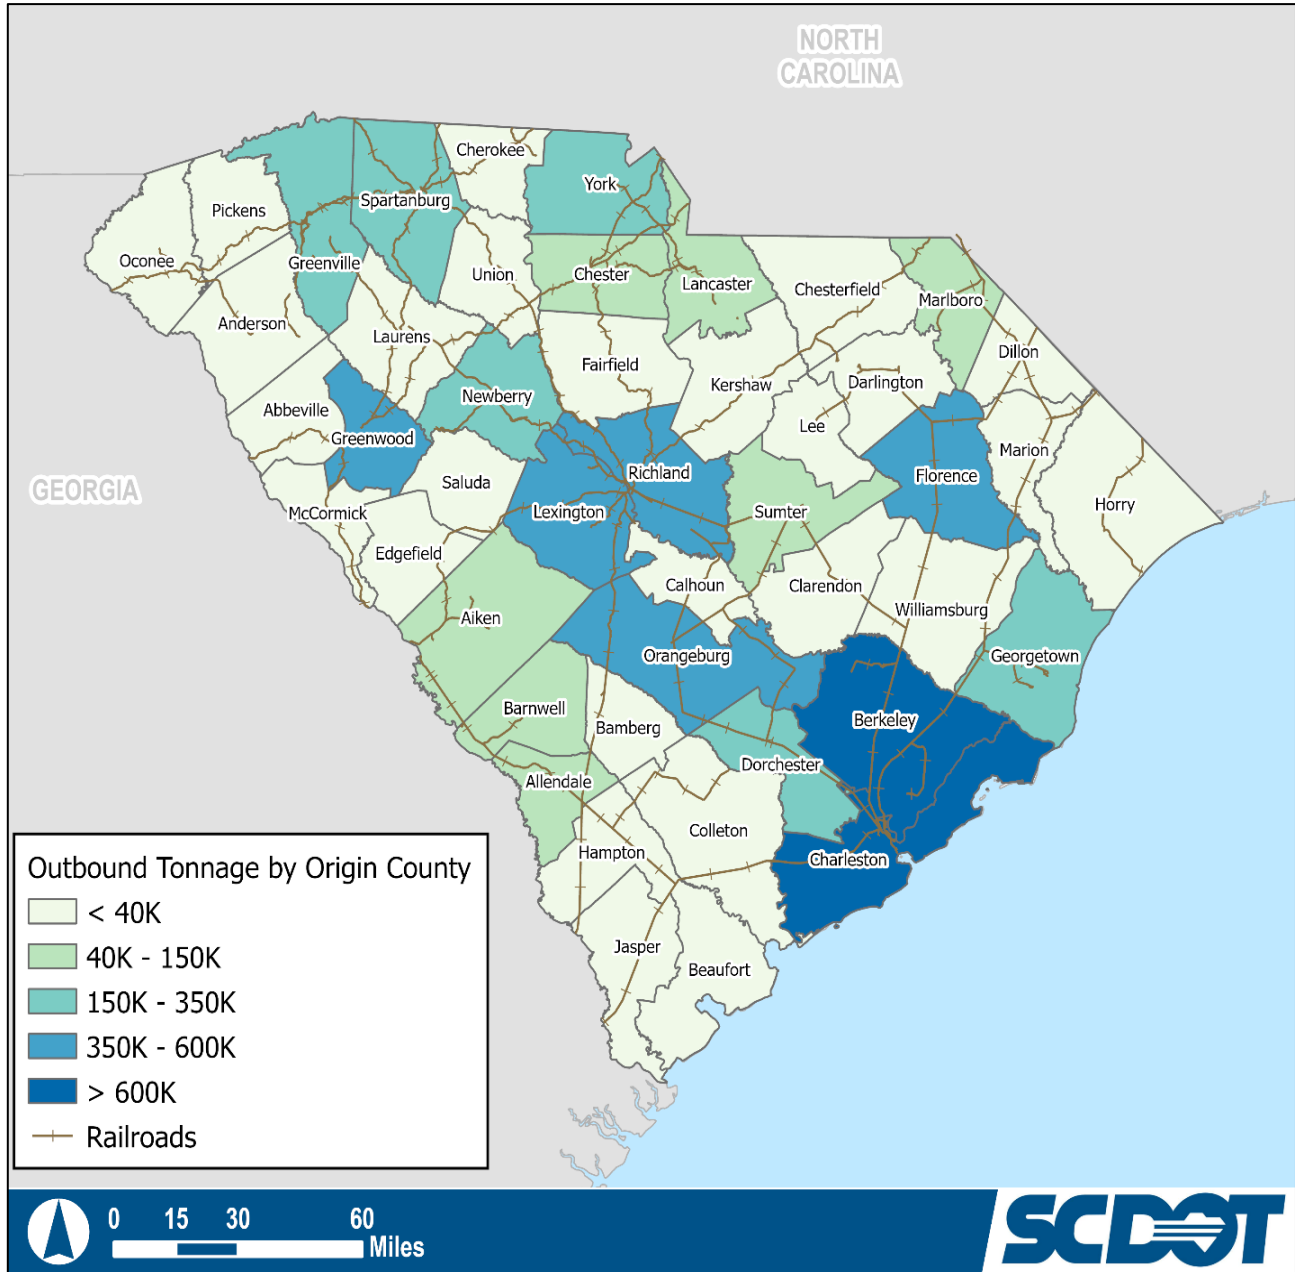 NORTH
CAROLINA
Cherokee
York
Spartanburg
Pickens
Oconee
Greenville
Union
Chester
Lancaster
Chesterfield
Marlboro
Anderson
Laurens
Dillon
Fairfield
Kershaw
Darlington
Newberry
Abbeville
Greenwood
Lee
Marion
GEORGIA
Saluda
Richland
Florence
Horry
McCormick
Lexington
Sumter
Edgefield
Calhoun
Clarendon
Williamsburg
Aiken
Orangeburg
Georgetown
Barnwell
Bamberg
Berkeley
Allendale
Dorchester
Colleton
Hampton
Charleston
Jasper
Beaufort
Outbound Tonnage by Origin County
< 40K
40K - 150K
150K - 350K
350K - 600K
> 600K
Railroads
0 15 30 60
Miles
SCDOT